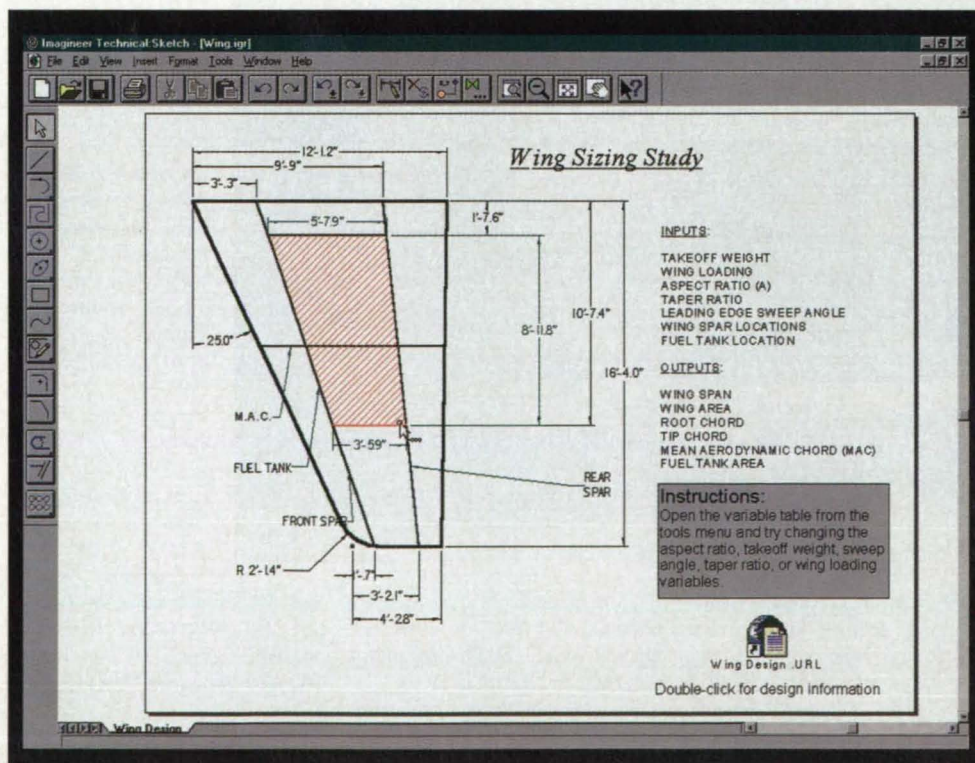 Imagineer Technical Sketch - [Wing.igr]
File Edit View Insert Format Tools Window Help
Wing Sizing Study
12'-1.2"
9'-9"
3'-.3"
5'-7.9"
1'-7.6"
10'-7.4"
8'-11.8"
16'-4.0"
25.0°
M.A.C.
FUEL TANK
3'-5.9"
REAR
SPAR
FRONT SPAR
R 2'-1.4"
1'-.7"
3'-2.1"
4'-2.8"
INPUTS:
TAKEOFF WEIGHT
WING LOADING
ASPECT RATIO (A)
TAPER RATIO
LEADING EDGE SWEEP ANGLE
WING SPAR LOCATIONS
FUEL TANK LOCATION
OUTPUTS:
WING SPAN
WING AREA
ROOT CHORD
TIP CHORD
MEAN AERODYNAMIC CHORD (MAC)
FUEL TANK AREA
Instructions:
Open the variable table from the
tools menu and try changing the
aspect ratio, takeoff weight, sweep
angle, taper ratio, or wing loading
variables.
Wing Design .URL
Double-click for design information
Wing Design